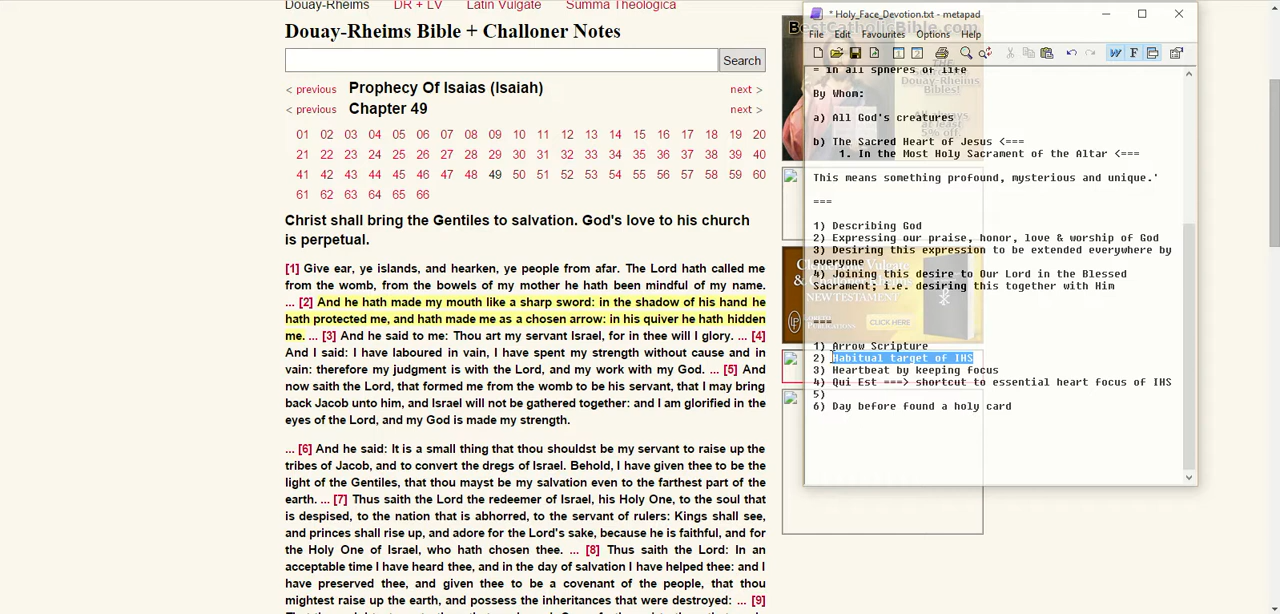 Douay-Rheims DR + LV Latin Vulgate Summa Theologica
Douay-Rheims Bible + Challoner Notes
Search
< previous Prophecy Of Isaias (Isaiah) next >
< previous Chapter 49 next >
01 02 03 04 05 06 07 08 09 10 11 12 13 14 15 16 17 18 19 20
21 22 23 24 25 26 27 28 29 30 31 32 33 34 35 36 37 38 39 40
41 42 43 44 45 46 47 48 49 50 51 52 53 54 55 56 57 58 59 60
61 62 63 64 65 66
Christ shall bring the Gentiles to salvation. God's love to his church
is perpetual.
[1] Give ear, ye islands, and hearken, ye people from afar. The Lord hath called me
from the womb, from the bowels of my mother he hath been mindful of my name.
... [2] And he hath made my mouth like a sharp sword: in the shadow of his hand he
hath protected me, and hath made me as a chosen arrow: in his quiver he hath hidden
me. ... [3] And he said to me: Thou art my servant Israel, for in thee will I glory. ... [4]
And I said: I have laboured in vain, I have spent my strength without cause and in
vain: therefore my judgment is with the Lord, and my work with my God. ... [5] And
now saith the Lord, that formed me from the womb to be his servant, that I may bring
back Jacob unto him, and Israel will not be gathered together: and I am glorified in the
eyes of the Lord, and my God is made my strength.
... [6] And he said: It is a small thing that thou shouldst be my servant to raise up the
tribes of Jacob, and to convert the dregs of Israel. Behold, I have given thee to be the
light of the Gentiles, that thou mayst be my salvation even to the farthest part of the
earth. ... [7] Thus saith the Lord the redeemer of Israel, his Holy One, to the soul that
is despised, to the nation that is abhorred, to the servant of rulers: Kings shall see,
and princes shall rise up, and adore for the Lord's sake, because he is faithful, and for
the Holy One of Israel, who hath chosen thee. ... [8] Thus saith the Lord: In an
acceptable time I have heard thee, and in the day of salvation I have helped thee: and I
have preserved thee, and given thee to be a covenant of the people, that thou
mightest raise up the earth, and possess the inheritances that were destroyed: ... [9]
* Holy_Face_Devotion.txt - metapad
BestCatholicBible.com
File Edit Favourites Options Help
= in all spheres of life
By Whom:
a) All God's creatures
b) The Sacred Heart of Jesus <===
1. In the Most Holy Sacrament of the Altar <===
This means something profound, mysterious and unique.'
===
1) Describing God
2) Expressing our praise, honor, love & worship of God
3) Desiring this expression to be extended everywhere by
everyone
4) Joining this desire to Our Lord in the Blessed
Sacrament; i.e. desiring this together with Him
===
1) Arrow Scripture
2) Habitual target of IHS
3) Heartbeat by keeping focus
4) Qui Est ===> shortcut to essential heart focus of IHS
5)
6) Day before found a holy card
Douay-Rheims
Bibles!
5% off.
NEW TESTAMENT
CLICK HERE